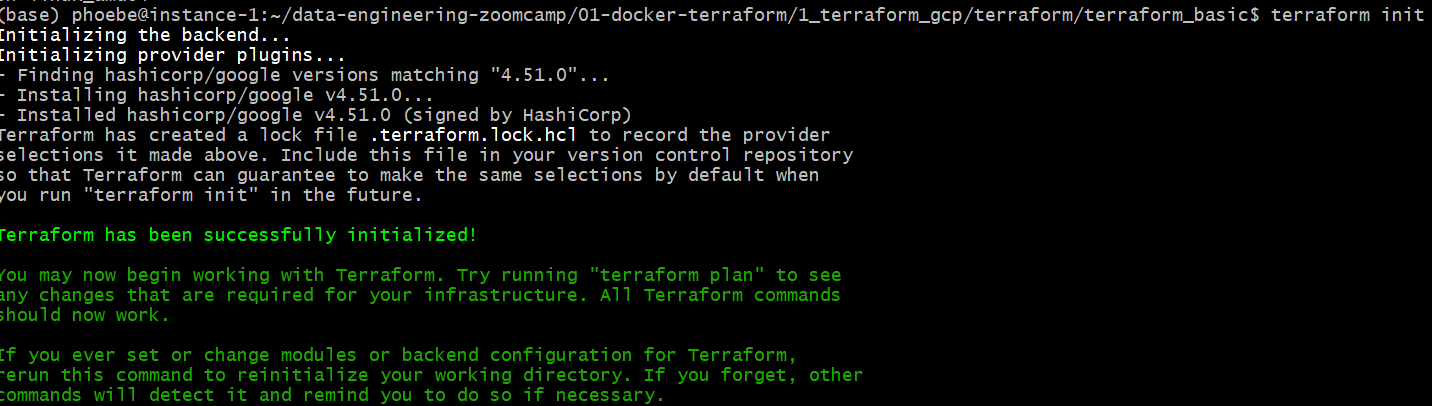 (base) phoebe@instance-1:~/data-engineering-zoomcamp/01-docker-terraform/1_terraform_gcp/terraform/terraform_basic$ terraform init
Initializing the backend...
Initializing provider plugins...
- Finding hashicorp/google versions matching "4.51.0"...
- Installing hashicorp/google v4.51.0...
- Installed hashicorp/google v4.51.0 (signed by HashiCorp)
Terraform has created a lock file .terraform.lock.hcl to record the provider
selections it made above. Include this file in your version control repository
so that Terraform can guarantee to make the same selections by default when
you run "terraform init" in the future.
Terraform has been successfully initialized!
You may now begin working with Terraform. Try running "terraform plan" to see
any changes that are required for your infrastructure. All Terraform commands
should now work.
If you ever set or change modules or backend configuration for Terraform,
rerun this command to reinitialize your working directory. If you forget, other
commands will detect it and remind you to do so if necessary.